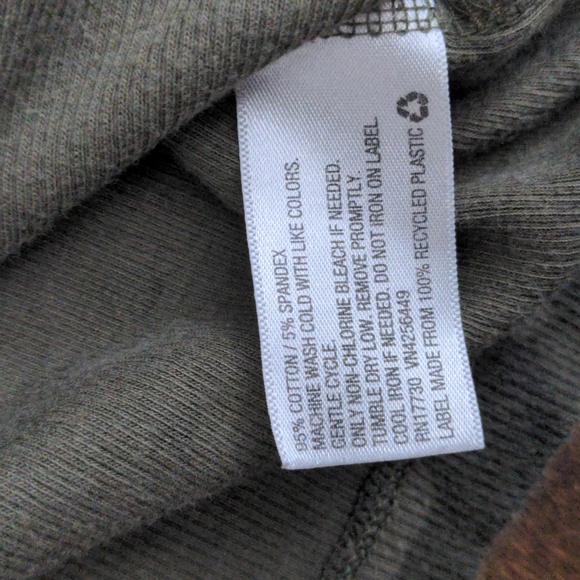 95% COTTON / 5% SPANDEX
MACHINE WASH COLD WITH LIKE COLORS.
GENTLE CYCLE.
ONLY NON-CHLORINE BLEACH IF NEEDED.
TUMBLE DRY LOW. REMOVE PROMPTLY.
COOL IRON IF NEEDED. DO NOT IRON ON LABEL.
RN17730 VN4256449
LABEL MADE FROM 100% RECYCLED PLASTIC